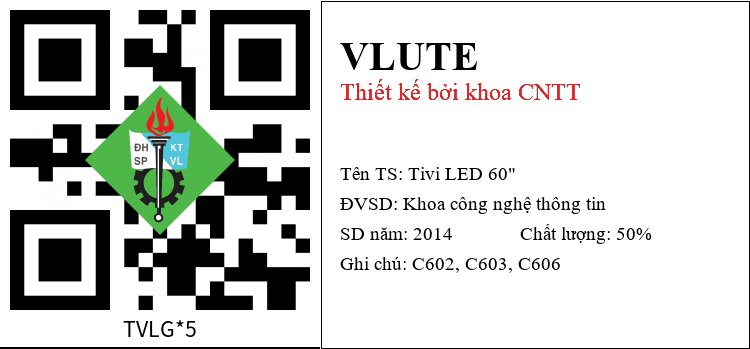 ĐH KT
SP VL
TVLG*5
VLUTE
Thiết kế bởi khoa CNTT
Tên TS: Tivi LED 60"
ĐVSD: Khoa công nghệ thông tin
SD năm: 2014 Chất lượng: 50%
Ghi chú: C602, C603, C606